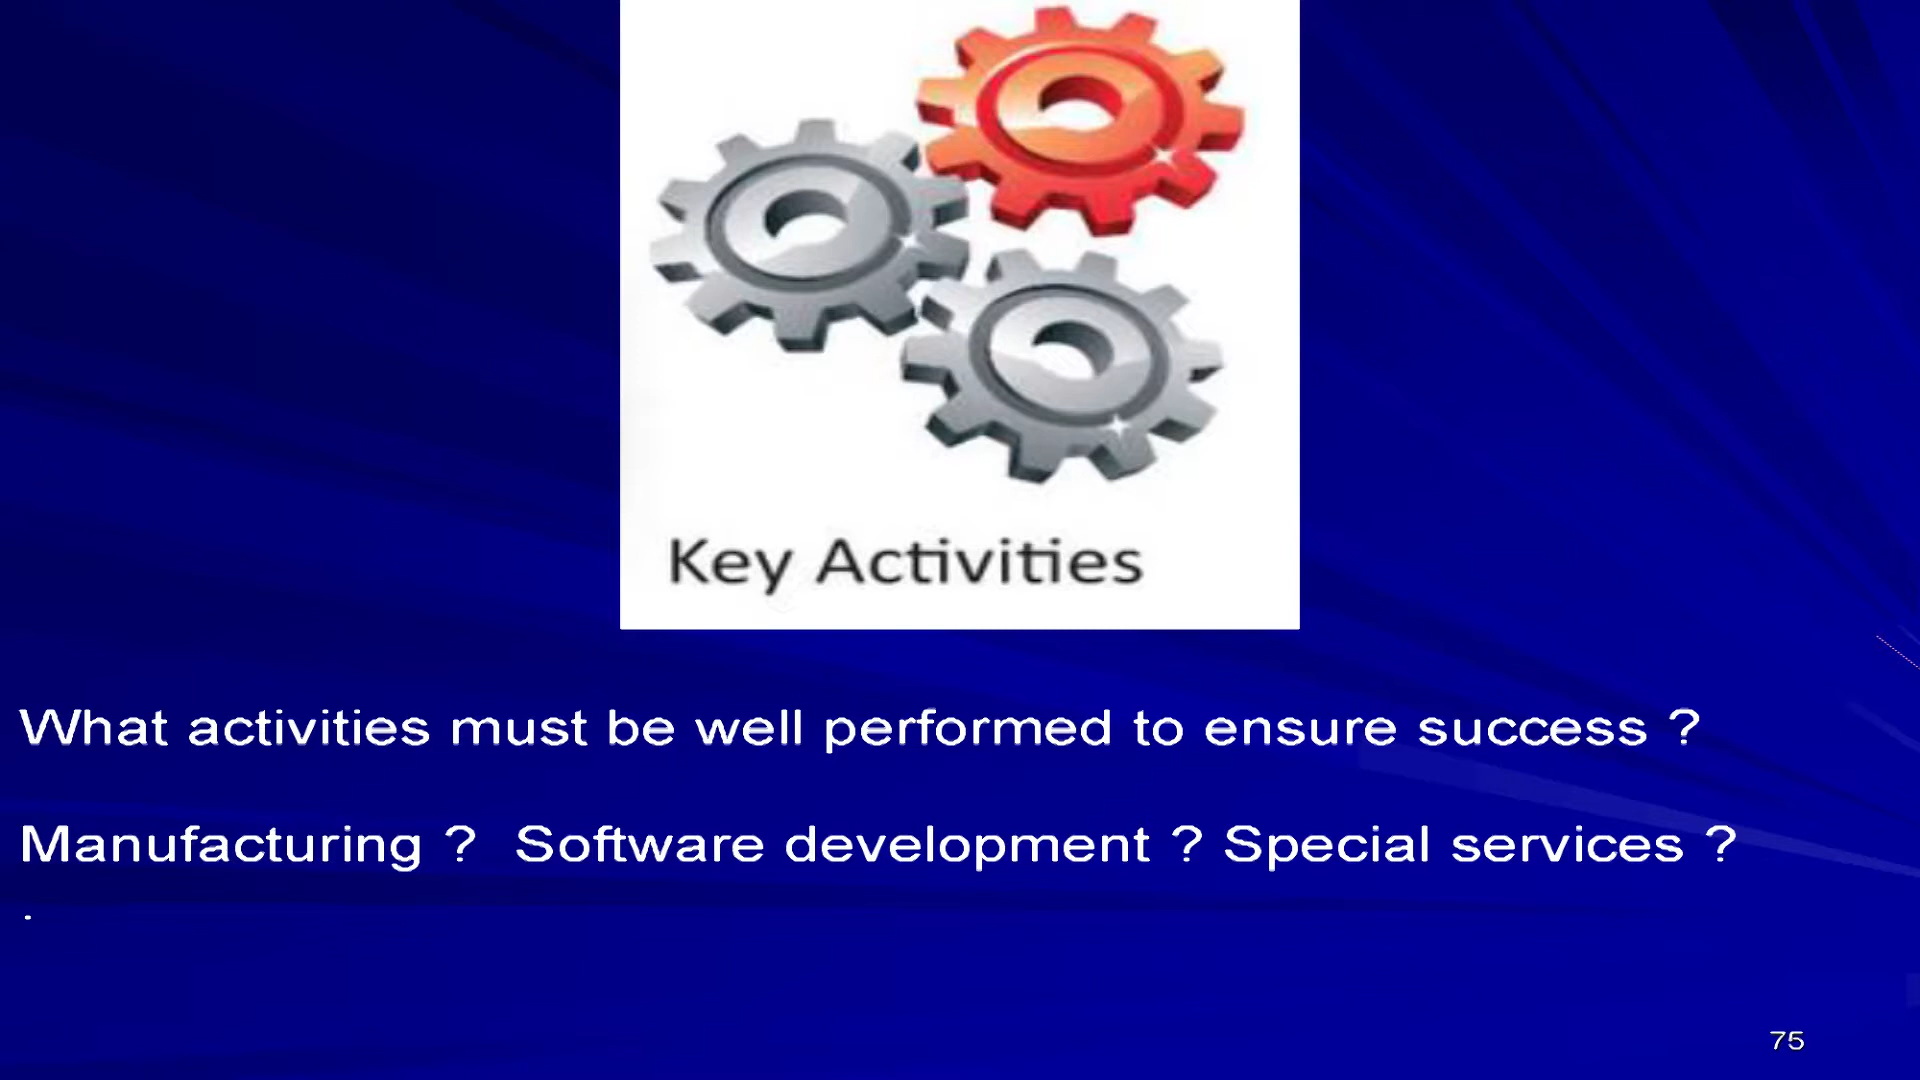 Key Activities
What activities must be well performed to ensure success ?
Manufacturing ?  Software development ? Special services ?
.
75